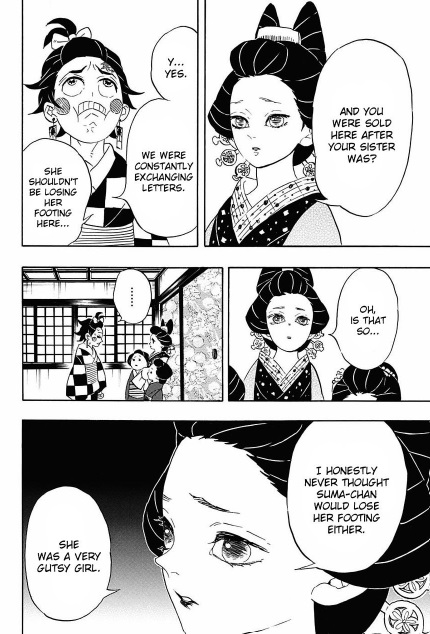 AND YOU
WERE SOLD
HERE AFTER
YOUR SISTER
WAS?
Y...
YES.
WE WERE
CONSTANTLY
EXCHANGING
LETTERS.
SHE
SHOULDN'T
BE LOSING
HER
FOOTING
HERE...
OH,
IS THAT
SO...
......
I HONESTLY
NEVER THOUGHT
SUMA-CHAN
WOULD LOSE
HER FOOTING
EITHER.
SHE
WAS A VERY
GUTSY GIRL.